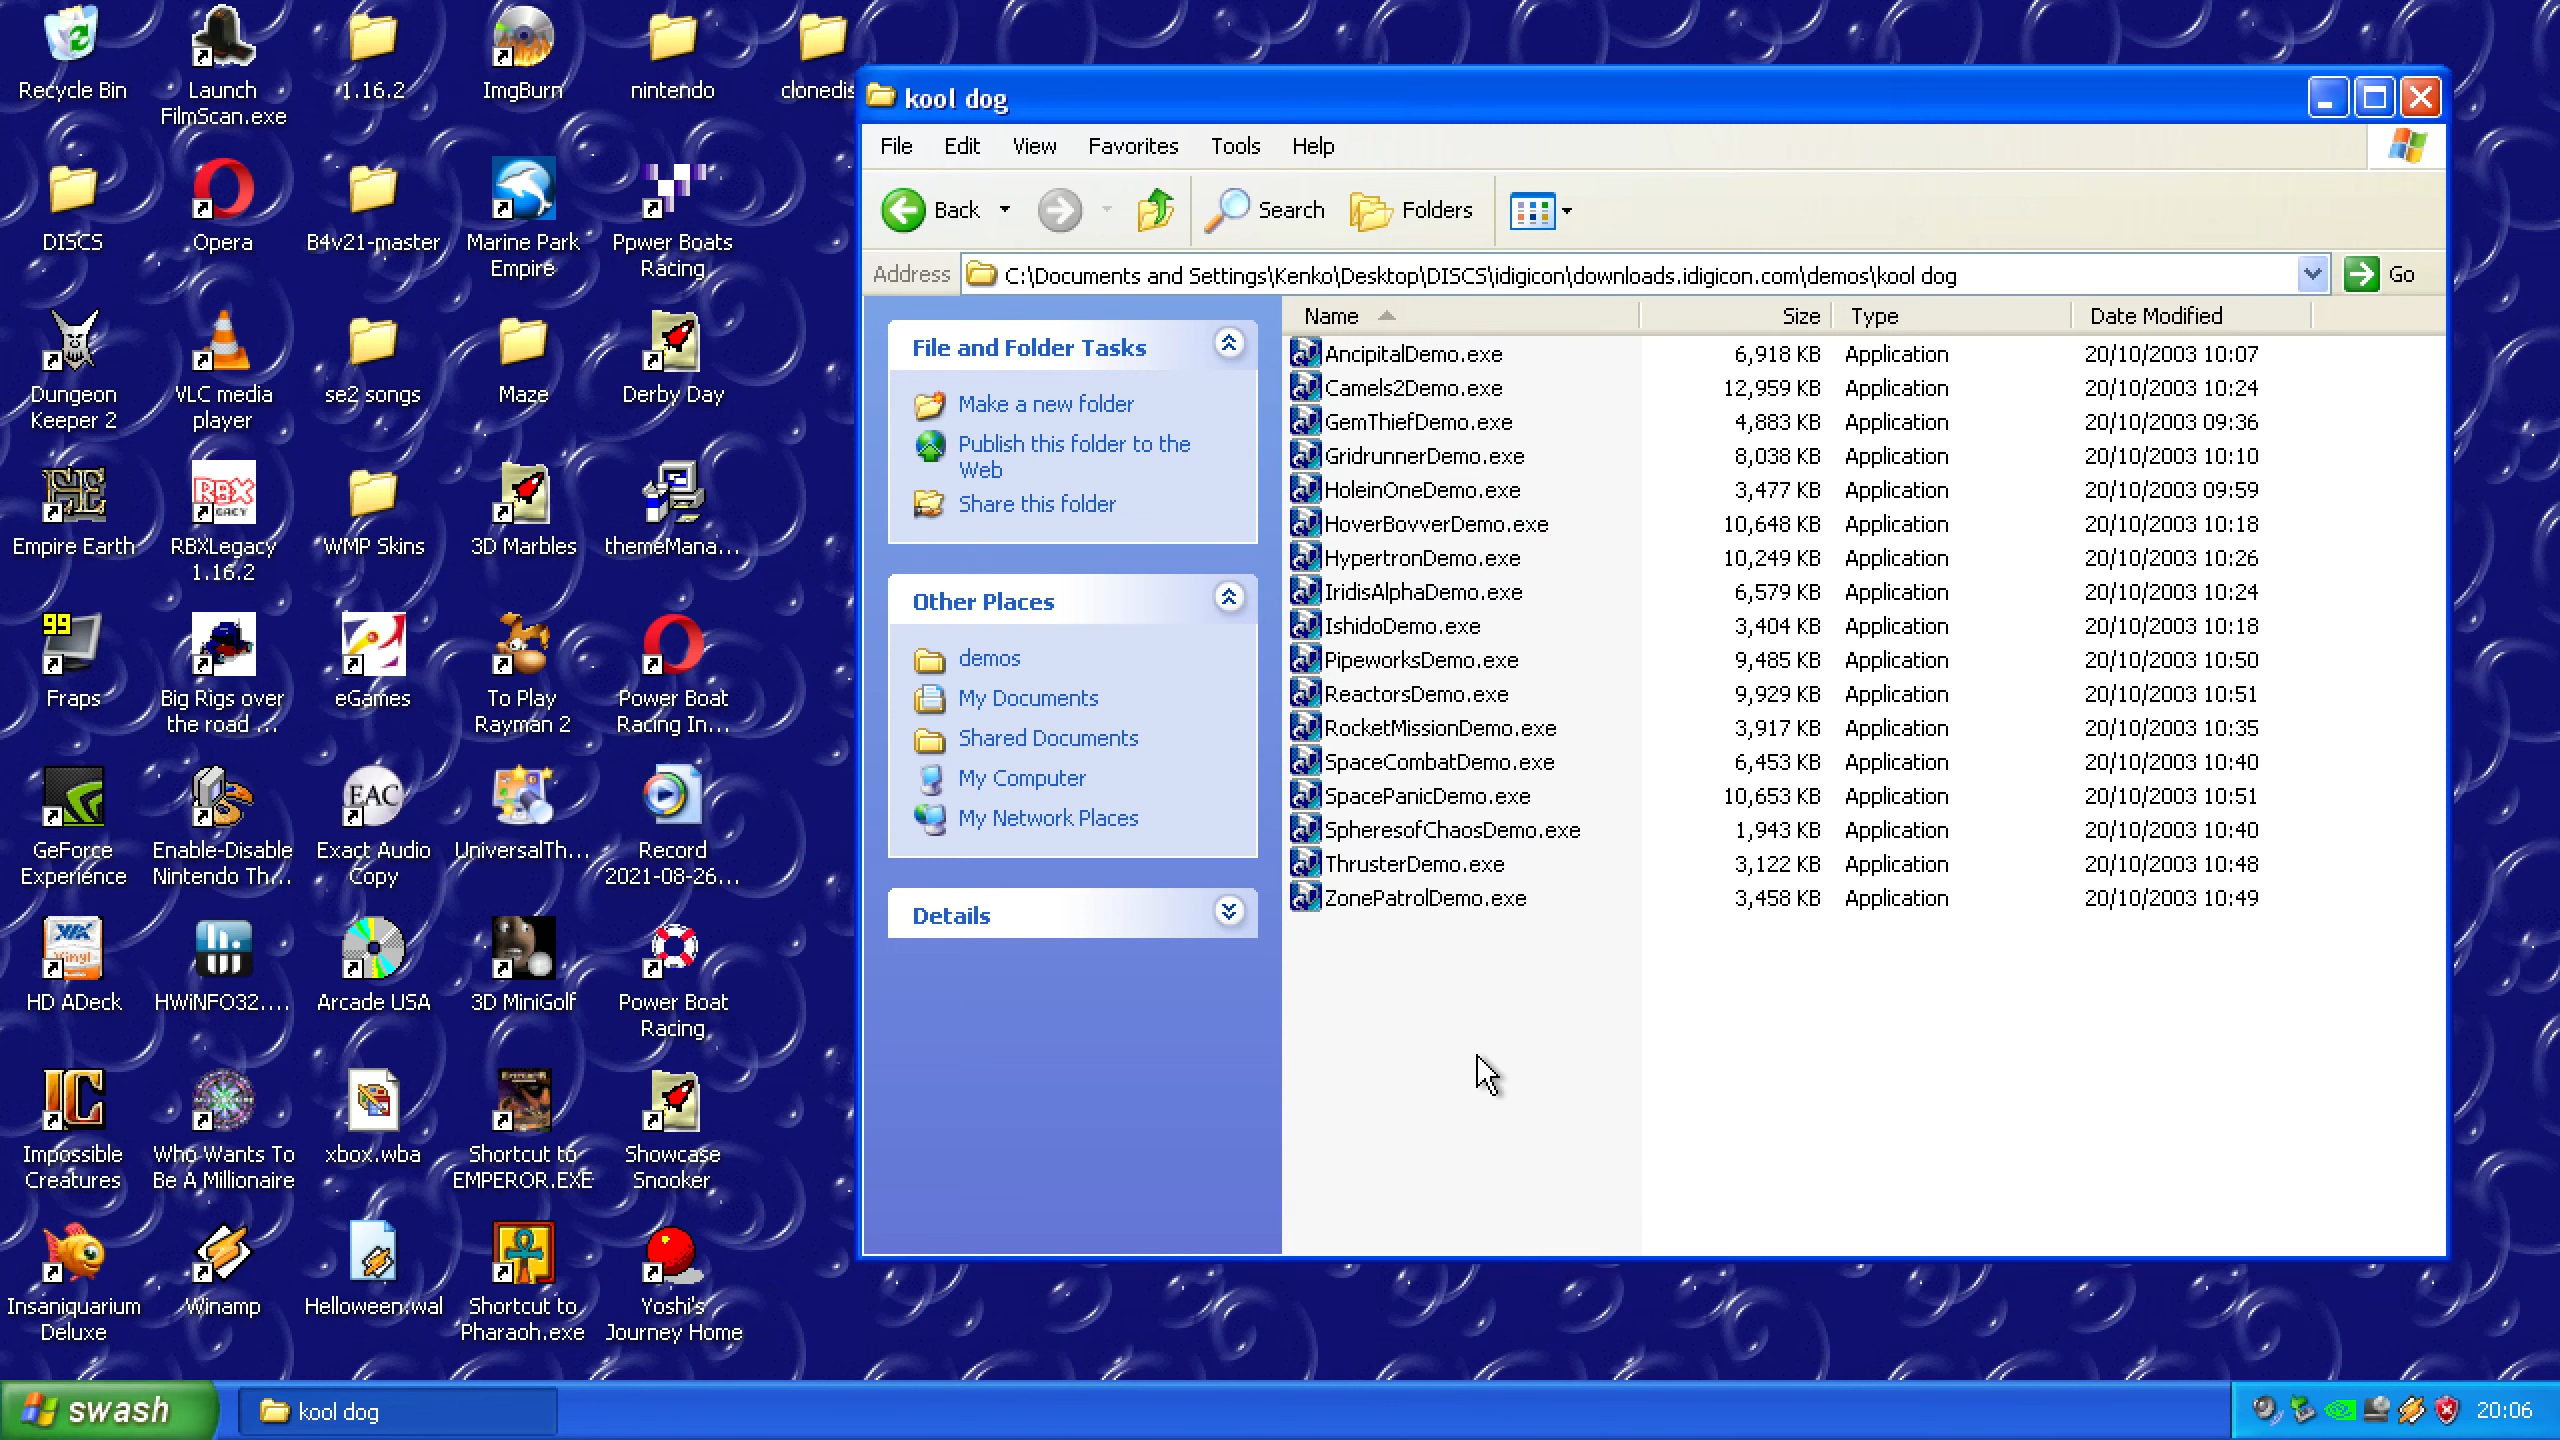 Recycle Bin
Launch
FilmScan.exe
1.16.2
ImgBurn
nintendo
clonedis
DISCS
Opera
B4v21-master
Marine Park
Empire
Ppwer Boats
Racing
Dungeon
Keeper 2
VLC media
player
se2 songs
Maze
Derby Day
Empire Earth
RBX
RBXLegacy
1.16.2
WMP Skins
3D Marbles
themeMana...
99
Fraps
Big Rigs over
the road ...
eGames
To Play
Rayman 2
Power Boat
Racing In...
GeForce
Experience
Enable-Disable
Nintendo Th...
EAC
Exact Audio
Copy
UniversalTh...
Record
2021-08-26...
VIA
Vinyl
HD ADeck
HWiNFO32....
Arcade USA
3D MiniGolf
Power Boat
Racing
IC
Impossible
Creatures
Who Wants To
Be A Millionaire
xbox.wba
Shortcut to
EMPEROR.EXE
Showcase
Snooker
Insaniquarium
Deluxe
Winamp
Helloween.wal
Shortcut to
Pharaoh.exe
Yoshi's
Journey Home
kool dog
File Edit View Favorites Tools Help
Back Search Folders
Address C:\Documents and Settings\Kenko\Desktop\DISCS\idigicon\downloads.idigicon.com\demos\kool dog Go
File and Folder Tasks
Make a new folder
Publish this folder to the
Web
Share this folder
Other Places
demos
My Documents
Shared Documents
My Computer
My Network Places
Details
Name Size Type Date Modified
AncipitalDemo.exe 6,918 KB Application 20/10/2003 10:07
Camels2Demo.exe 12,959 KB Application 20/10/2003 10:24
GemThiefDemo.exe 4,883 KB Application 20/10/2003 09:36
GridrunnerDemo.exe 8,038 KB Application 20/10/2003 10:10
HoleinOneDemo.exe 3,477 KB Application 20/10/2003 09:59
HoverBovverDemo.exe 10,648 KB Application 20/10/2003 10:18
HypertronDemo.exe 10,249 KB Application 20/10/2003 10:26
IridisAlphaDemo.exe 6,579 KB Application 20/10/2003 10:24
IshidoDemo.exe 3,404 KB Application 20/10/2003 10:18
PipeworksDemo.exe 9,485 KB Application 20/10/2003 10:50
ReactorsDemo.exe 9,929 KB Application 20/10/2003 10:51
RocketMissionDemo.exe 3,917 KB Application 20/10/2003 10:35
SpaceCombatDemo.exe 6,453 KB Application 20/10/2003 10:40
SpacePanicDemo.exe 10,653 KB Application 20/10/2003 10:51
SpheresofChaosDemo.exe 1,943 KB Application 20/10/2003 10:40
ThrusterDemo.exe 3,122 KB Application 20/10/2003 10:48
ZonePatrolDemo.exe 3,458 KB Application 20/10/2003 10:49
swash
kool dog
20:06